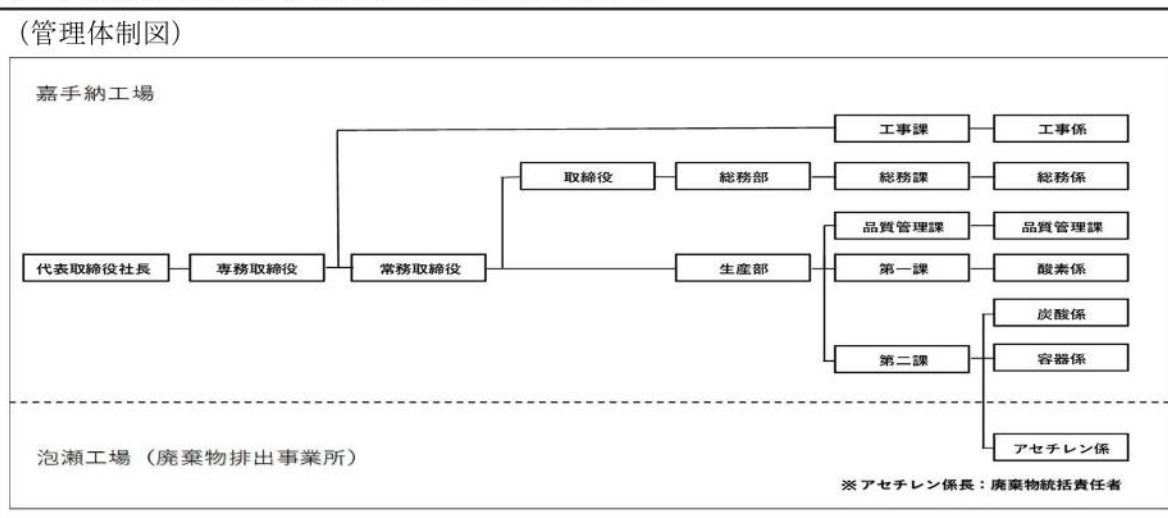 (管理体制図)
嘉手納工場
工事課 工事係
取締役 総務部 総務課 総務係
品質管理課 品質管理課
代表取締役社長 専務取締役 常務取締役 生産部 第一課 酸素係
炭酸係
第二課 容器係
アセチレン係
泡瀬工場(廃棄物排出事業所)
※アセチレン係長:廃棄物統括責任者